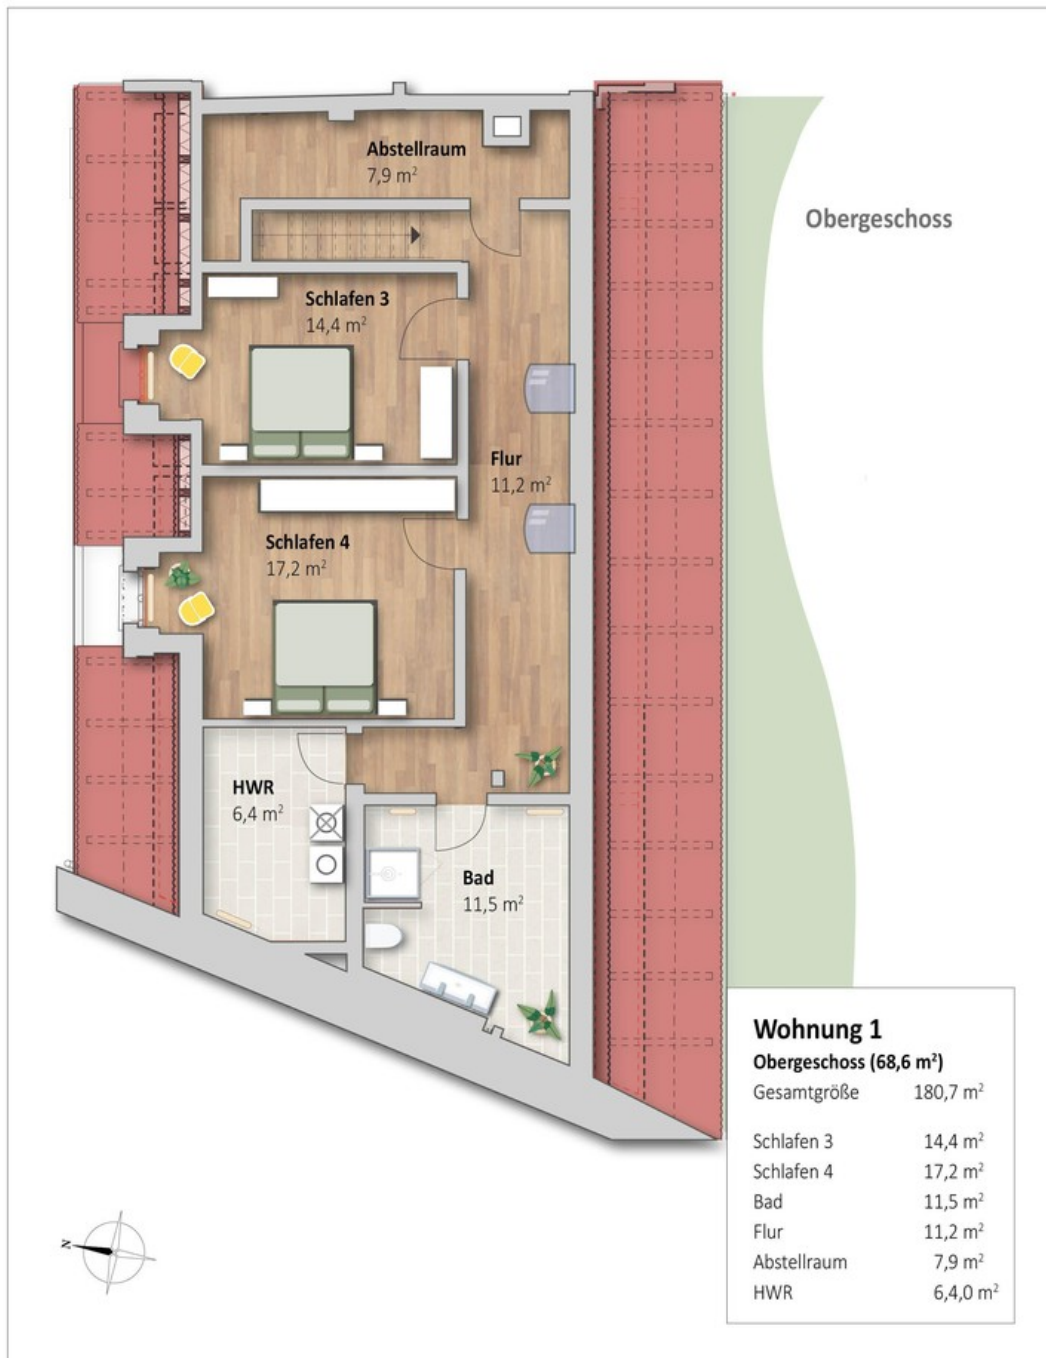 Abstellraum
7,9 m²
Obergeschoss
Schlafen 3
14,4 m²
Flur
11,2 m²
Schlafen 4
17,2 m²
HWR
6,4 m²
Bad
11,5 m²
Wohnung 1
Obergeschoss (68,6 m²)
Gesamtgröße 180,7 m²
Schlafen 3 14,4 m²
Schlafen 4 17,2 m²
Bad 11,5 m²
Flur 11,2 m²
Abstellraum 7,9 m²
HWR 6,4,0 m²
N